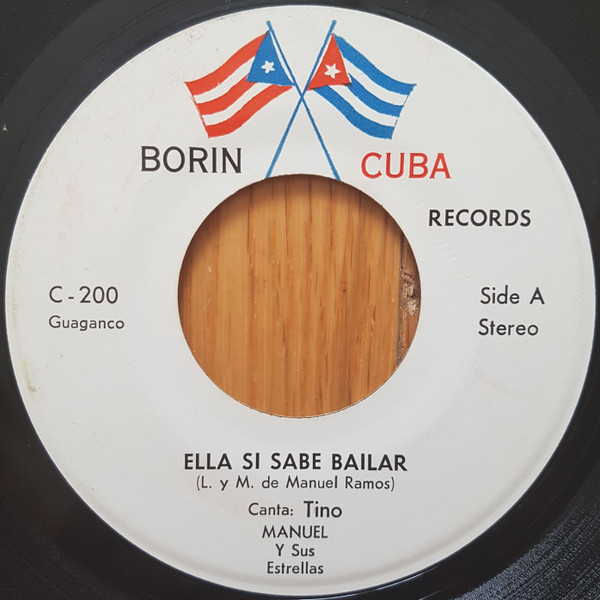 BORIN CUBA
RECORDS
C-200
Guaganco
Side A
Stereo
ELLA SI SABE BAILAR
(L. y M. de Manuel Ramos)
Canta: Tino
MANUEL
Y Sus
Estrellas